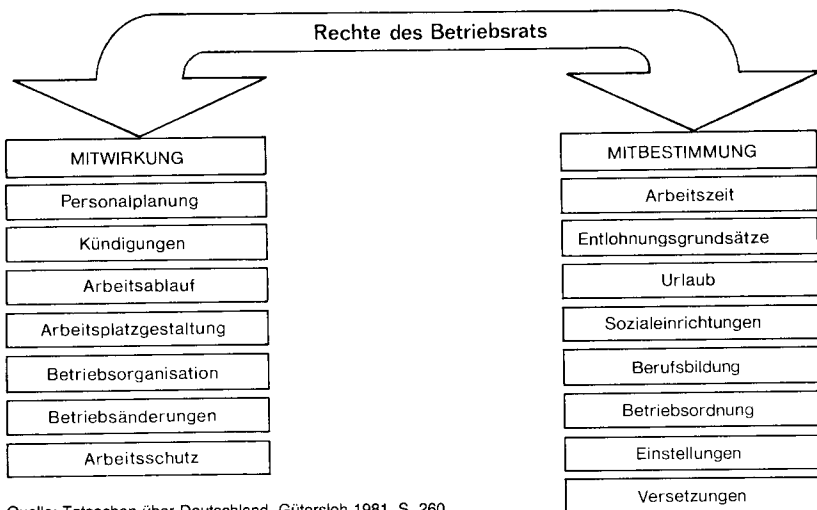 Rechte des Betriebsrats
MITWIRKUNG
Personalplanung
Kündigungen
Arbeitsablauf
Arbeitsplatzgestaltung
Betriebsorganisation
Betriebsänderungen
Arbeitsschutz
MITBESTIMMUNG
Arbeitszeit
Entlohnungsgrundsätze
Urlaub
Sozialeinrichtungen
Berufsbildung
Betriebsordnung
Einstellungen
Versetzungen
Quelle: Tatsachen über Deutschland, Gütersloh 1981, S. 260